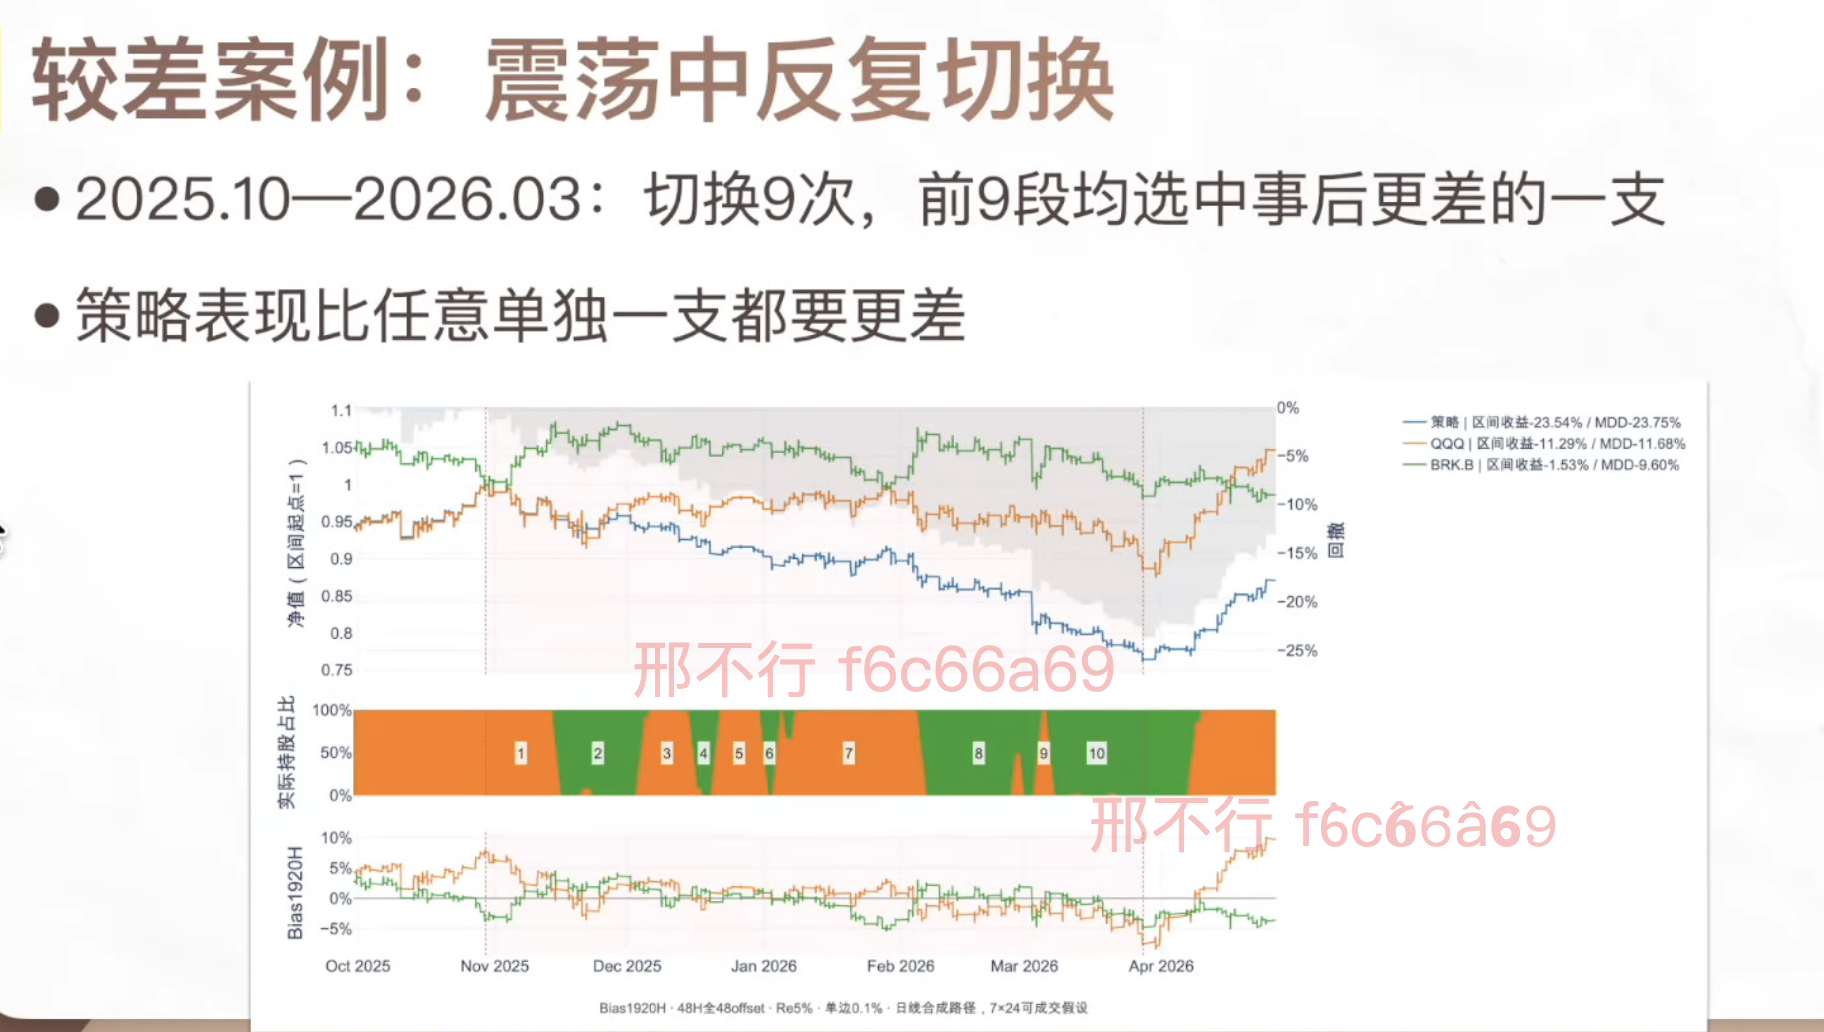 较差案例：震荡中反复切换
●2025.10—2026.03：切换9次，前9段均选中事后更差的一支
●策略表现比任意单独一支都要更差
策略 | 区间收益-23.54% / MDD-23.75%
QQQ | 区间收益-11.29% / MDD-11.68%
BRK.B | 区间收益-1.53% / MDD-9.60%
净值（区间起点=1）
1.1
1.05
1
0.95
0.9
0.85
0.8
0.75
0%
−5%
−10%
−15%
−20%
−25%
回撤
邢不行 f6c66a69
实际持股占比
100%
50%
0%
1 2 3 4 5 6 7 8 9 10
邢不行 f6c66a69
Bias1920H
10%
5%
0%
−5%
Oct 2025 Nov 2025 Dec 2025 Jan 2026 Feb 2026 Mar 2026 Apr 2026
Bias1920H · 48H全48offset · Re5% · 单边0.1% · 日线合成路径，7×24可成交假设